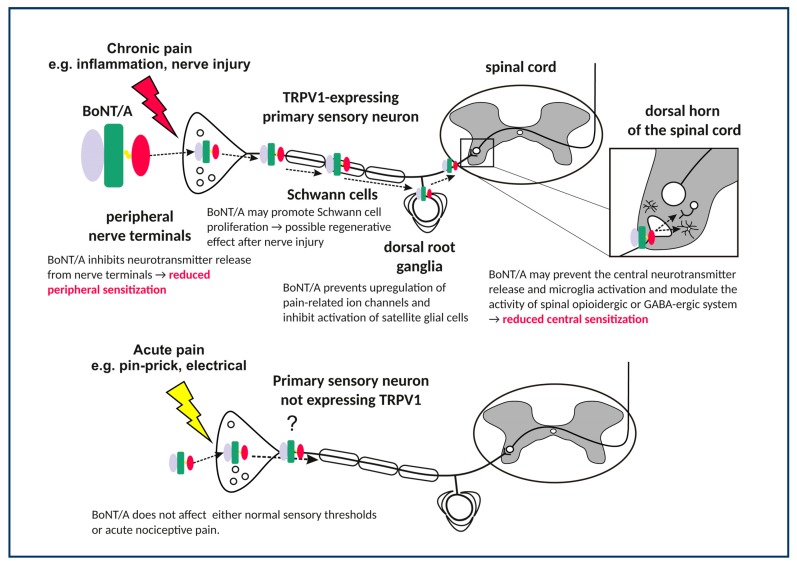 Chronic pain
e.g. inflammation, nerve injury
BoNT/A
TRPV1-expressing
primary sensory neuron
spinal cord
dorsal horn
of the spinal cord
peripheral
nerve terminals
BoNT/A inhibits neurotransmitter release
from nerve terminals → reduced
peripheral sensitization
Schwann cells
BoNT/A may promote Schwann cell
proliferation → possible regenerative
effect after nerve injury
dorsal root
ganglia
BoNT/A prevents upregulation of
pain-related ion channels and
inhibit activation of satellite glial cells
BoNT/A may prevent the central neurotransmitter
release and microglia activation and modulate the
activity of spinal opioidergic or GABA-ergic system
→ reduced central sensitization
Acute pain
e.g. pin-prick, electrical
Primary sensory neuron
not expressing TRPV1
?
BoNT/A does not affect either normal sensory thresholds
or acute nociceptive pain.